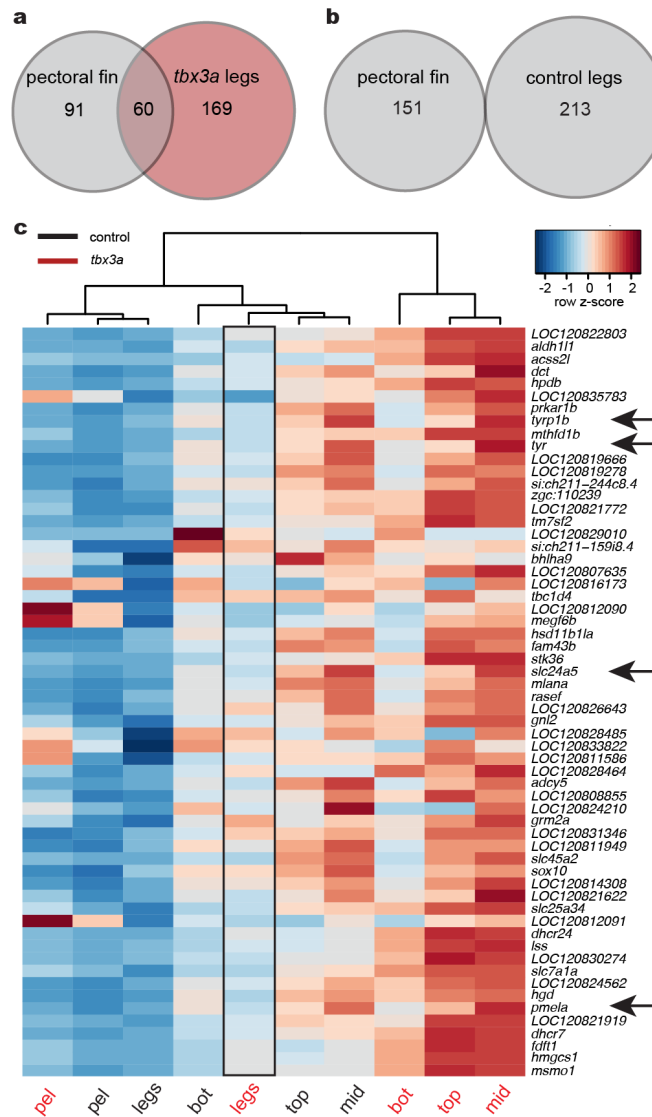 a
b
pectoral fin
tbx3a legs
91
60
169
pectoral fin
control legs
151
213
c
control
tbx3a
-2 -1 0 1 2
row z-score
LOC120822803
aldh1l1
acss2l
dct
hpdb
LOC120835783
prkar1b
tyrp1b
mthfd1b
tyr
LOC120819666
LOC120819278
si:ch211-244c8.4
zgc:110239
LOC120821772
tm7sf2
LOC120829010
si:ch211-159i8.4
bhlha9
LOC120807635
LOC120816173
tbc1d4
LOC120812090
megf6b
hsd11b1la
fam43b
stk36
slc24a5
mlana
rasef
LOC120826643
gnl2
LOC120828485
LOC120833822
LOC120811586
LOC120828464
adcy5
LOC120808855
LOC120824210
grm2a
LOC120831346
LOC120811949
slc45a2
sox10
LOC120814308
LOC120821622
slc25a34
LOC120812091
dhcr24
lss
LOC120830274
slc7a1a
LOC120824562
hgd
pmela
LOC120821919
dhcr7
fdft1
hmgcs1
msmo1
pel pel legs bot legs top mid bot top mid